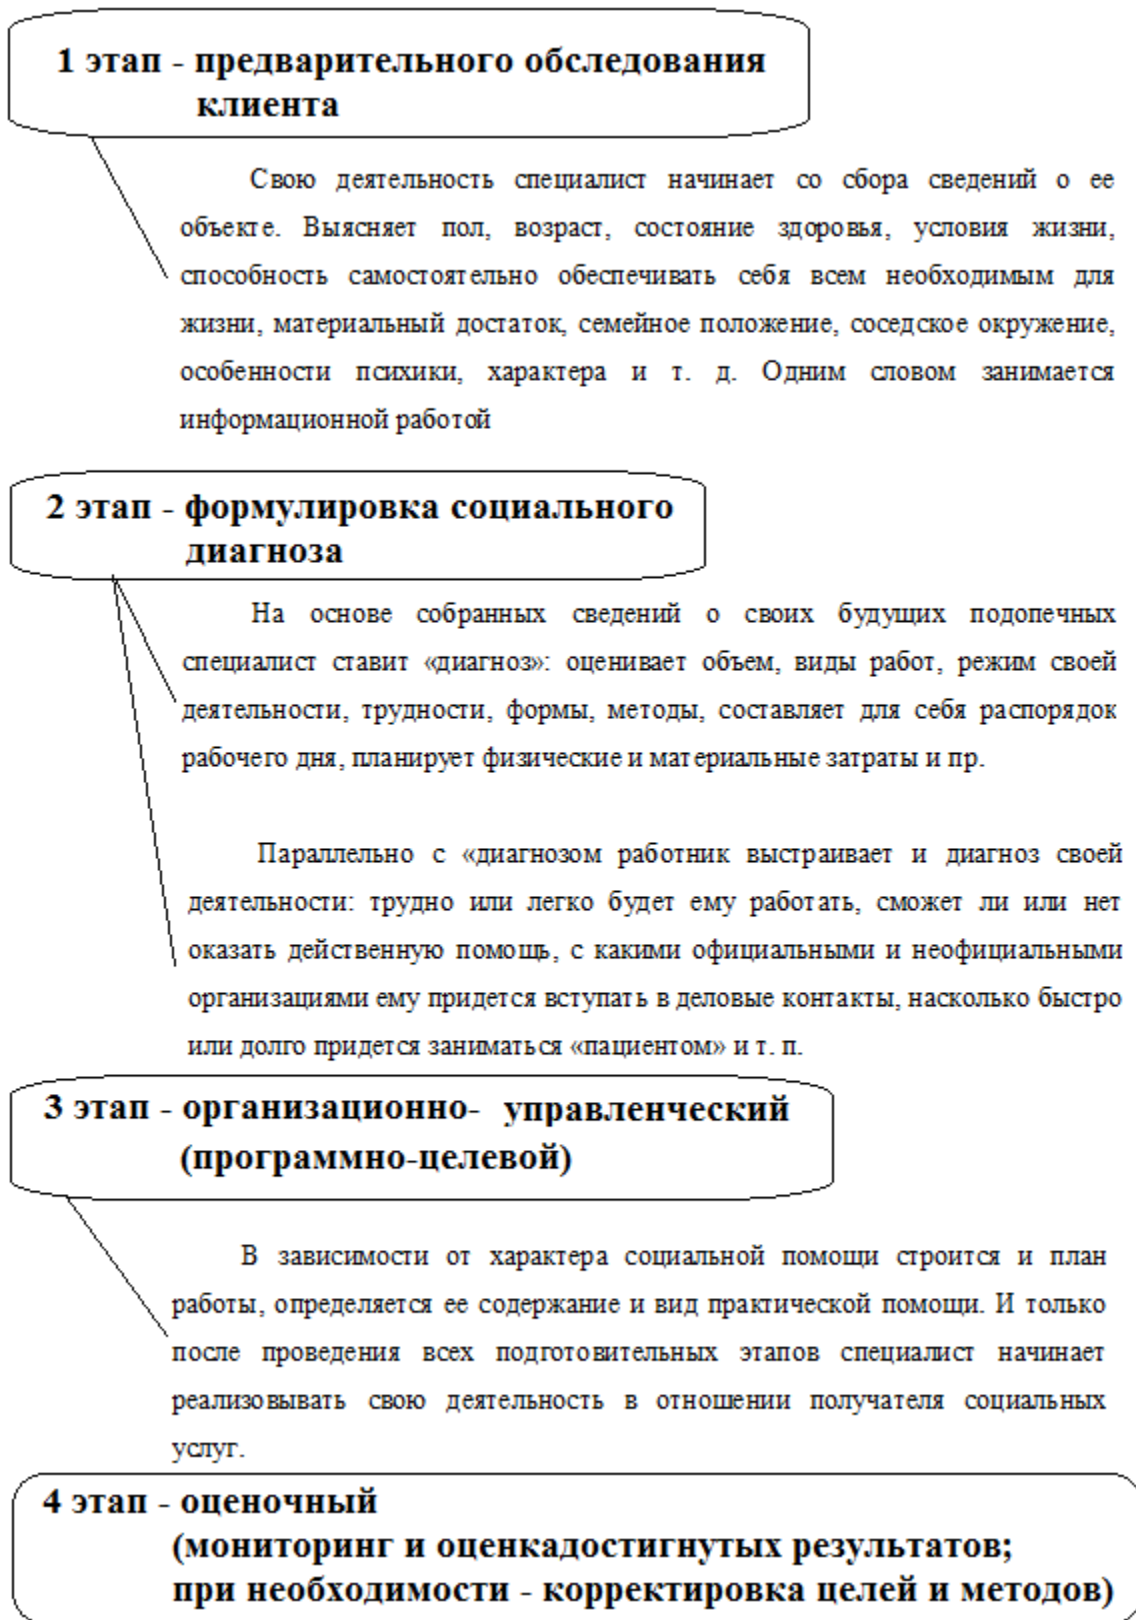 1 этап - предварительного обследования
клиента
Свою деятельность специалист начинает со сбора сведений о ее
объекте. Выясняет пол, возраст, состояние здоровья, условия жизни,
способность самостоятельно обеспечивать себя всем необходимым для
жизни, материальный достаток, семейное положение, соседское окружение,
особенности психики, характера и т. д. Одним словом занимается
информационной работой
2 этап - формулировка социального
диагноза
На основе собранных сведений о своих будущих подопечных
специалист ставит «диагноз»: оценивает объем, виды работ, режим своей
деятельности, трудности, формы, методы, составляет для себя распорядок
рабочего дня, планирует физические и материальные затраты и пр.
Параллельно с «диагнозом работник выстраивает и диагноз своей
деятельности: трудно или легко будет ему работать, сможет ли или нет
оказать действенную помощь, с какими официальными и неофициальными
организациями ему придется вступать в деловые контакты, насколько быстро
или долго придется заниматься «пациентом» и т. п.
3 этап - организационно- управленческий
(программно-целевой)
В зависимости от характера социальной помощи строится и план
работы, определяется ее содержание и вид практической помощи. И только
после проведения всех подготовительных этапов специалист начинает
реализовывать свою деятельность в отношении получателя социальных
услуг.
4 этап - оценочный
(мониторинг и оценкадостигнутых результатов;
при необходимости - корректировка целей и методов)